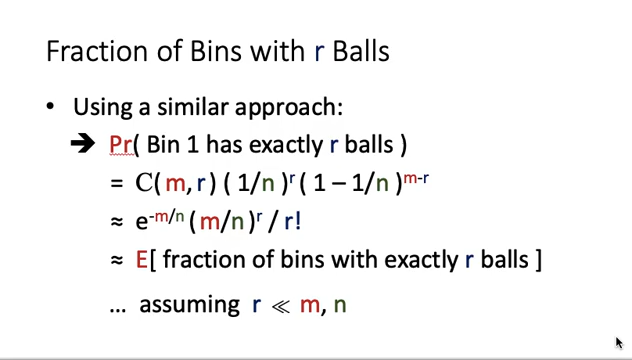 Fraction of Bins with r Balls
• Using a similar approach:
➔ Pr( Bin 1 has exactly r balls )
= C( m, r ) ( 1/n )ʳ ( 1 – 1/n )ᵐ⁻ʳ
≈ e⁻ᵐ/ⁿ ( m/n )ʳ / r!
≈ E[ fraction of bins with exactly r balls ]
... assuming r ≪ m, n